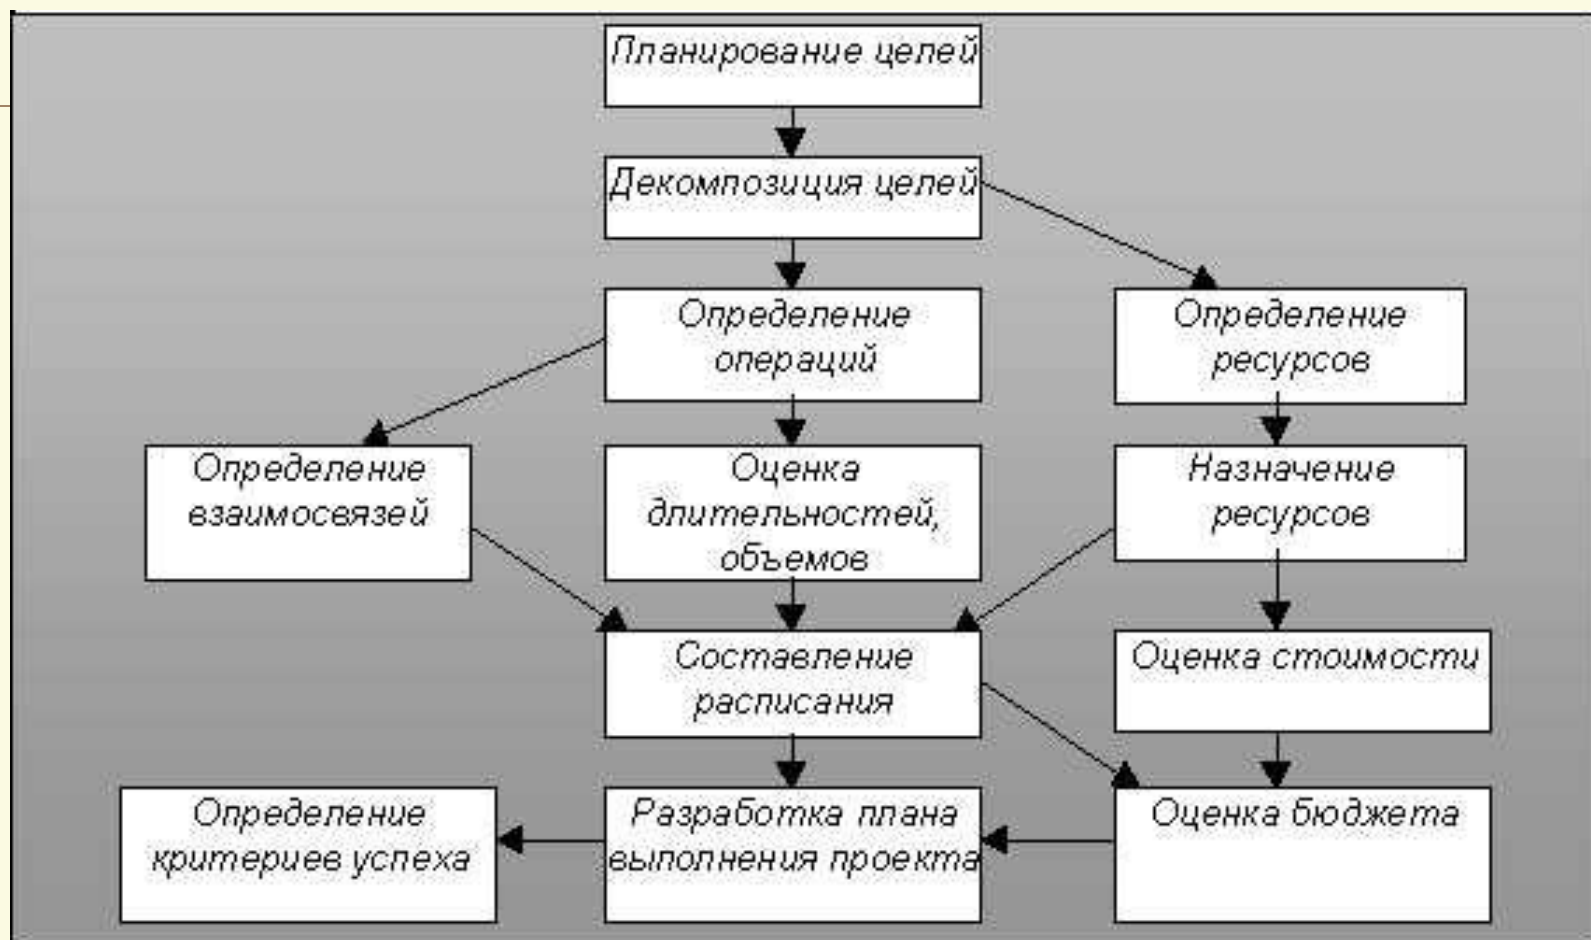 Планирование целей
Декомпозиция целей
Определение
операций
Определение
ресурсов
Определение
взаимосвязей
Оценка
длительностей,
объемов
Назначение
ресурсов
Составление
расписания
Оценка стоимости
Определение
критериев успеха
Разработка плана
выполнения проекта
Оценка бюджета